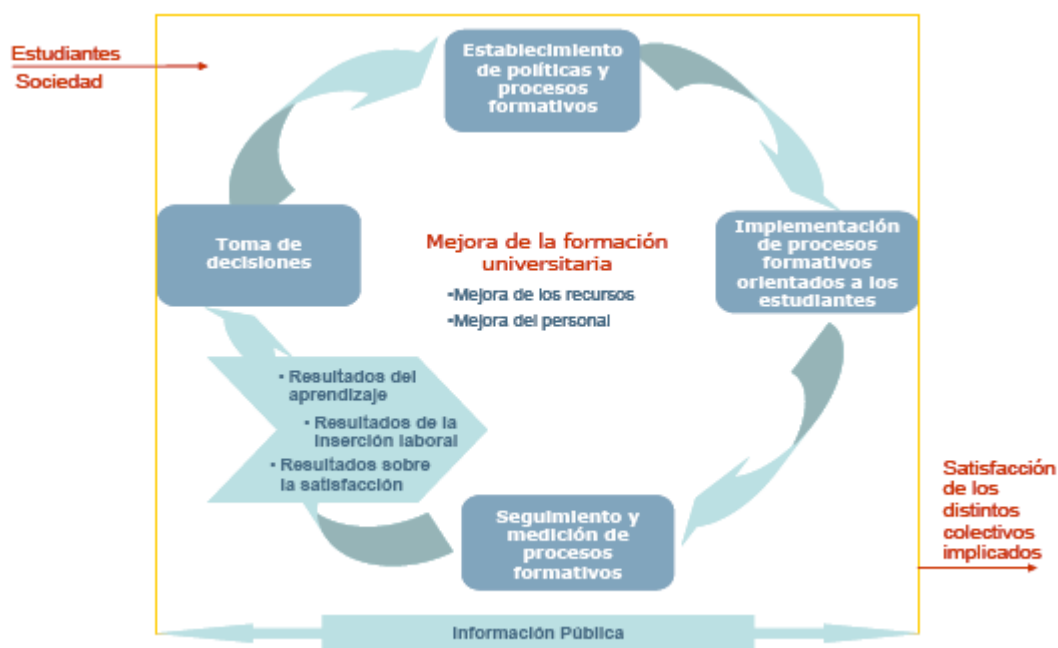 Estudiantes
Sociedad
Establecimiento
de políticas y
procesos
formativos
Toma de
decisiones
Mejora de la formación
universitaria
▪Mejora de los recursos
▪Mejora del personal
Implementación
de procesos
formativos
orientados a los
estudiantes
▪ Resultados del
aprendizaje
▪ Resultados de la
inserción laboral
▪ Resultados sobre
la satisfacción
Seguimiento y
medición de
procesos
formativos
Satisfacción
de los
distintos
colectivos
implicados
Información Pública